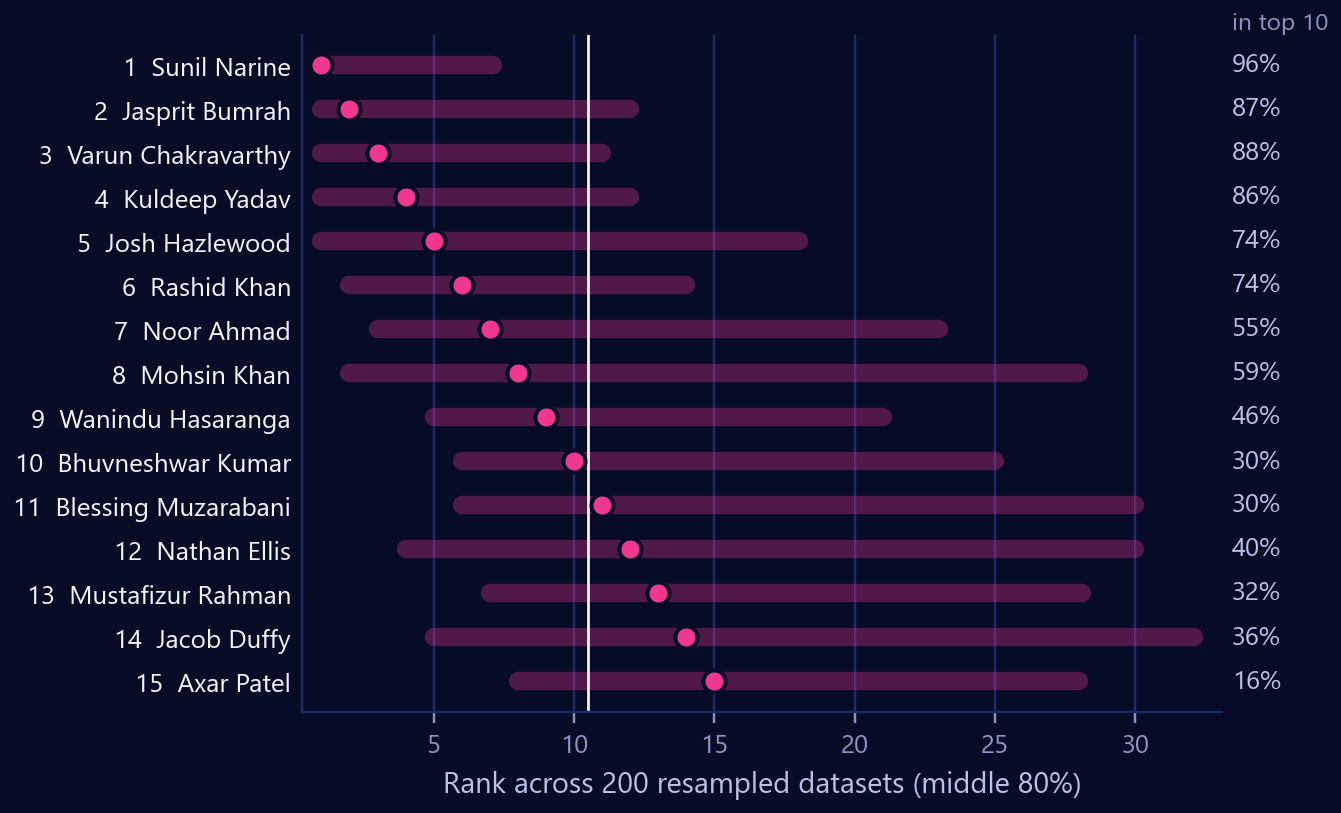 in top 10
1 Sunil Narine 96%
2 Jasprit Bumrah 87%
3 Varun Chakravarthy 88%
4 Kuldeep Yadav 86%
5 Josh Hazlewood 74%
6 Rashid Khan 74%
7 Noor Ahmad 55%
8 Mohsin Khan 59%
9 Wanindu Hasaranga 46%
10 Bhuvneshwar Kumar 30%
11 Blessing Muzarabani 30%
12 Nathan Ellis 40%
13 Mustafizur Rahman 32%
14 Jacob Duffy 36%
15 Axar Patel 16%
5 10 15 20 25 30
Rank across 200 resampled datasets (middle 80%)